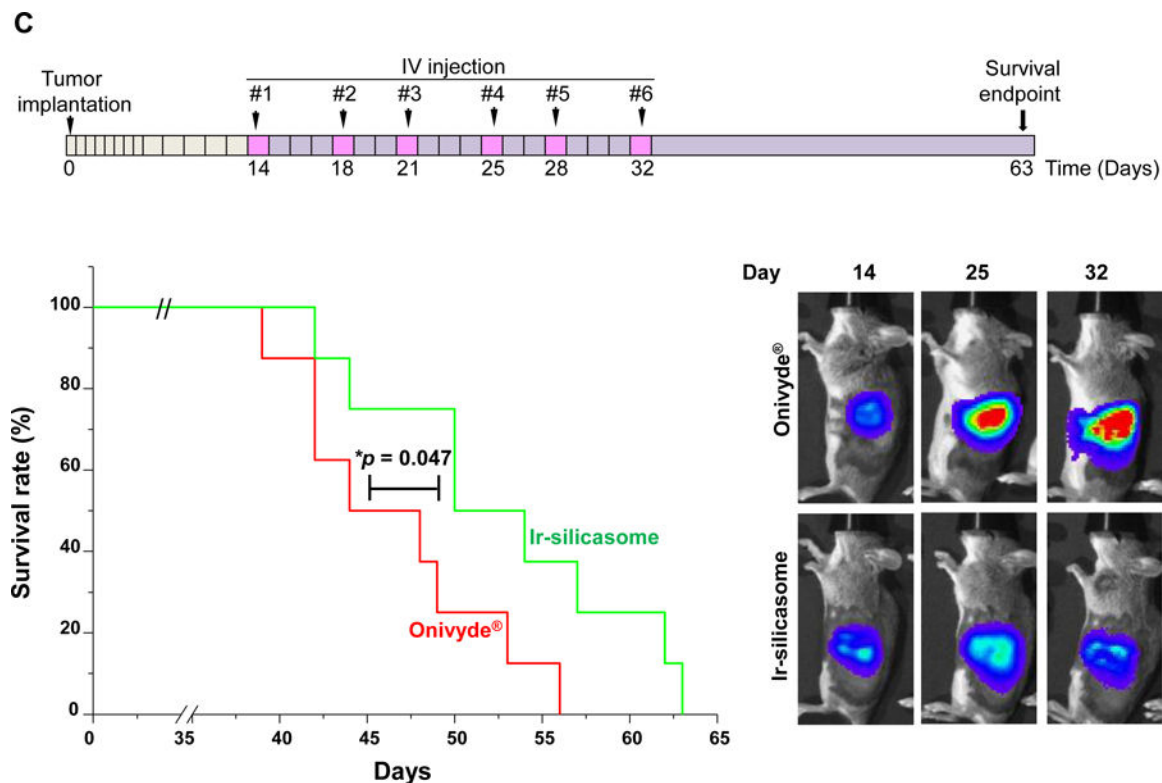 C
IV injection
Tumor
implantation
#1 #2 #3 #4 #5 #6
Survival
endpoint
0 14 18 21 25 28 32 63 Time (Days)
Survival rate (%)
100
80
60
40
20
0
*p = 0.047
Ir-silicasome
Onivyde®
0 35 40 45 50 55 60 65
Days
Day 14 25 32
Onivyde®
Ir-silicasome